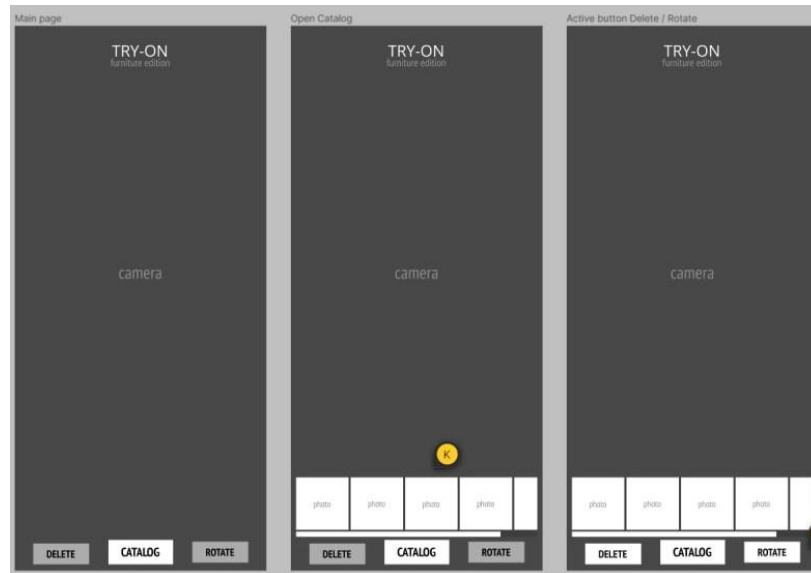 Main page
TRY-ON
furniture edition
camera
DELETE
CATALOG
ROTATE
Open Catalog
TRY-ON
furniture edition
camera
K
photo
photo
photo
photo
DELETE
CATALOG
ROTATE
Active button Delete / Rotate
TRY-ON
furniture edition
camera
photo
photo
photo
photo
DELETE
CATALOG
ROTATE